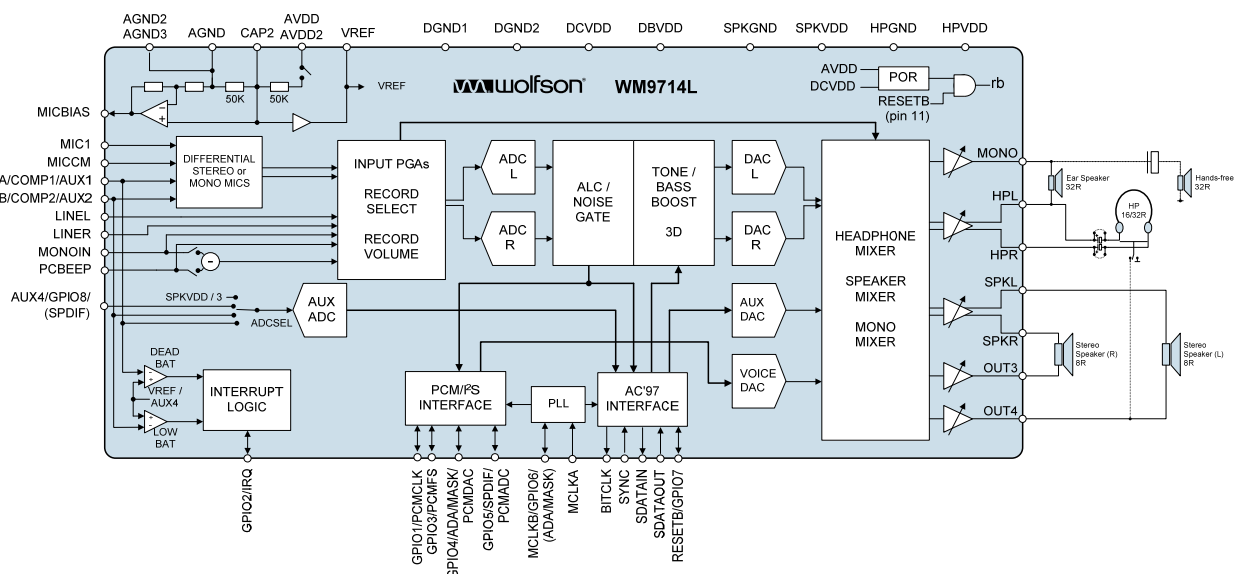 AGND2
AGND3
AGND
CAP2
AVDD
AVDD2
VREF
DGND1
DGND2
DCVDD
DBVDD
SPKGND
SPKVDD
HPGND
HPVDD
50K
50K
VREF
wolfson
WM9714L
AVDD
DCVDD
POR
RESETB
(pin 11)
rb
MICBIAS
MIC1
MICCM
A/COMP1/AUX1
B/COMP2/AUX2
LINEL
LINER
MONOIN
PCBEEP
AUX4/GPIO8/
(SPDIF)
DIFFERENTIAL
STEREO or
MONO MICS
INPUT PGAs
RECORD
SELECT
RECORD
VOLUME
ADC
L
ADC
R
ALC /
NOISE
GATE
TONE /
BASS
BOOST
3D
DAC
L
DAC
R
HEADPHONE
MIXER
SPEAKER
MIXER
MONO
MIXER
SPKVDD / 3
ADCSEL
AUX
ADC
AUX
DAC
VOICE
DAC
DEAD
BAT
VREF /
AUX4
LOW
BAT
INTERRUPT
LOGIC
PCM/I²S
INTERFACE
PLL
AC'97
INTERFACE
MONO
HPL
HPR
SPKL
SPKR
OUT3
OUT4
Ear Speaker
32R
Hands-free
32R
HP
16/32R
Stereo
Speaker (R)
8R
Stereo
Speaker (L)
8R
GPIO2/IRQ
GPIO1/PCMCLK
GPIO3/PCMFS
GPIO4/ADA/MASK/
PCMDAC
GPIO5/SPDIF/
PCMADC
MCLKB/GPIO6/
(ADA/MASK)
MCLKA
BITCLK
SYNC
SDATAIN
SDATAOUT
RESETB/GPIO7